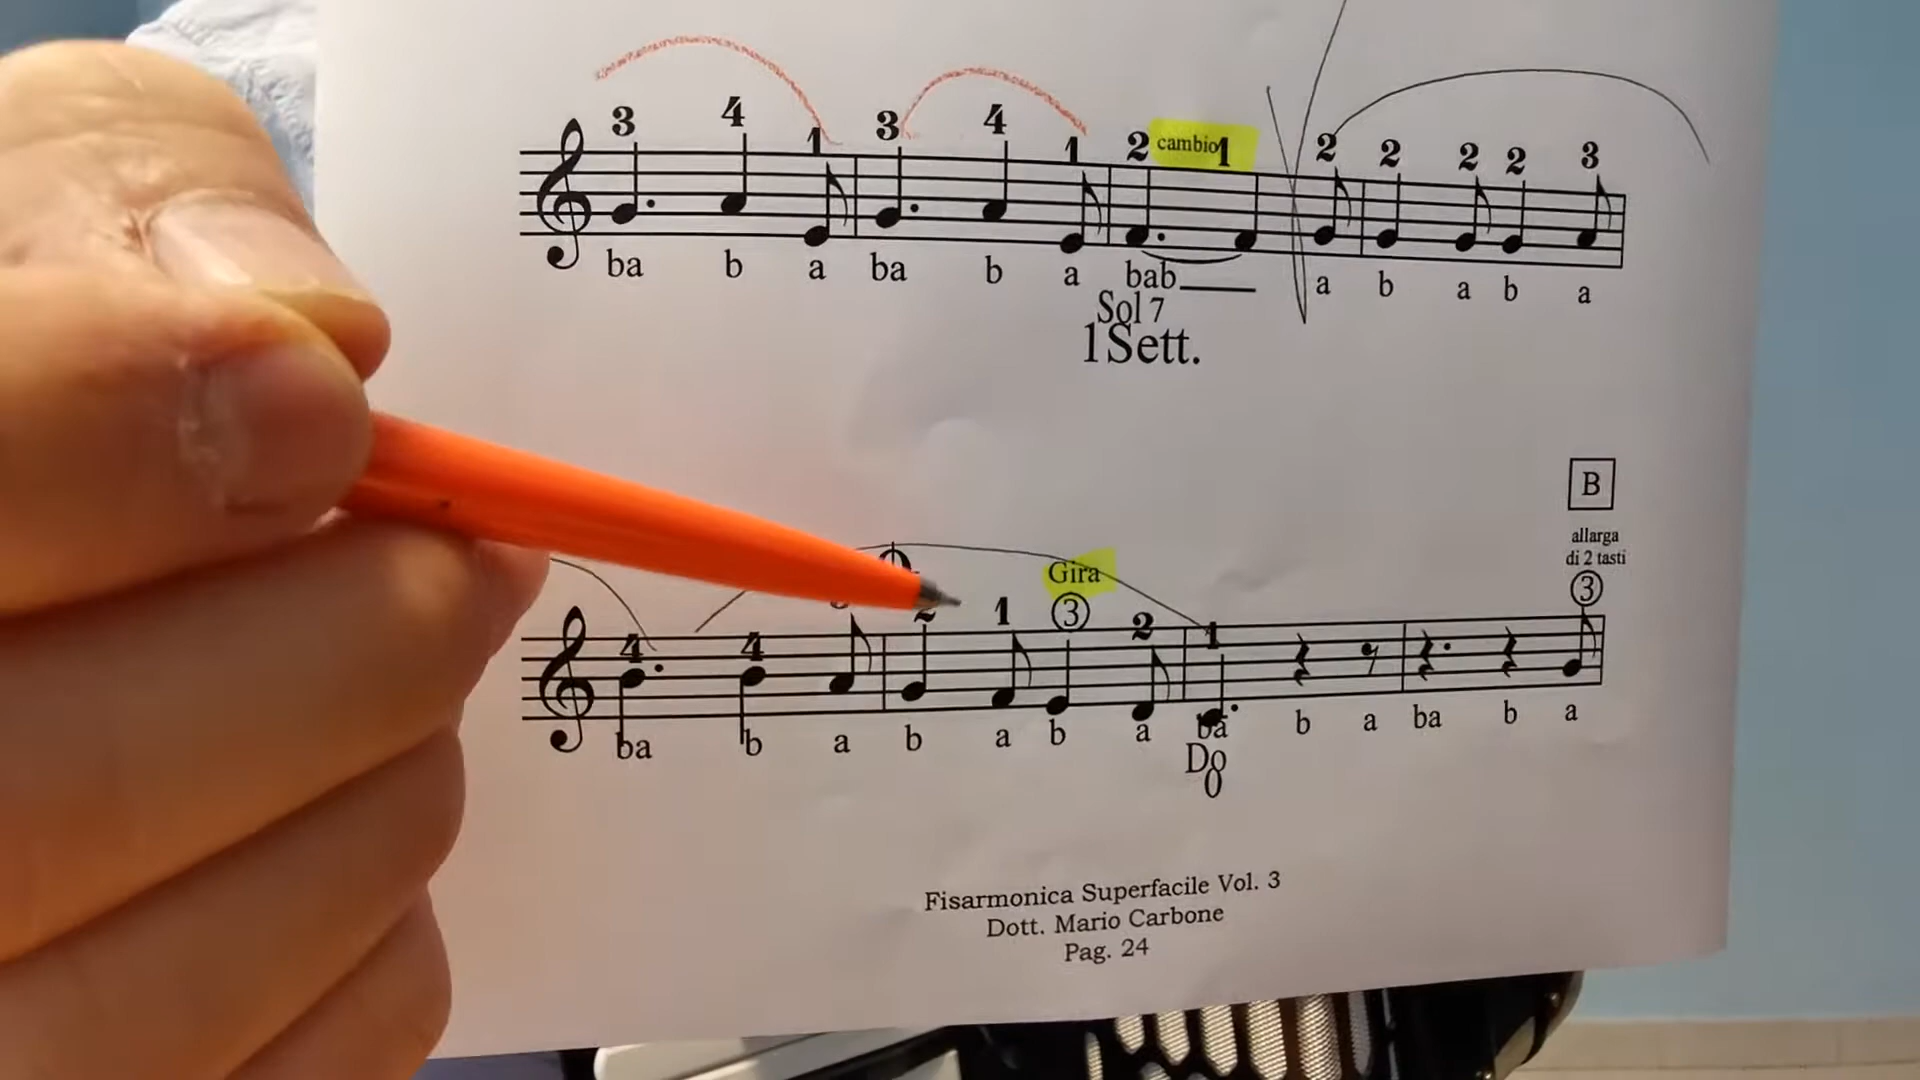 3 4 1 3 4 1 2 cambio 1 2 2 2 2 3
ba b a ba b a bab a b a b a
Sol 7
1Sett.
B
allarga
di 2 tasti
Gira
4 4 2 1 3 2 1 3
ba b a b a b a ba b a ba b a
Do
Fisarmonica Superfacile Vol. 3
Dott. Mario Carbone
Pag. 24